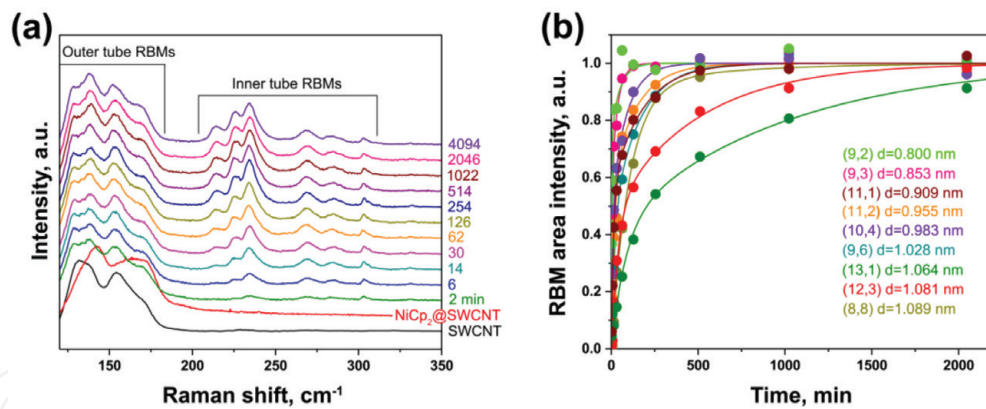 (a)
Outer tube RBMs
Inner tube RBMs
Intensity, a.u.
4094
2046
1022
514
254
126
62
30
14
6
2 min
NiCp₂@SWCNT
SWCNT
150 200 250 300 350
Raman shift, cm⁻¹
(b)
RBM area intensity, a.u.
1.0
0.8
0.6
0.4
0.2
0.0
(9,2) d=0.800 nm
(9,3) d=0.853 nm
(11,1) d=0.909 nm
(11,2) d=0.955 nm
(10,4) d=0.983 nm
(9,6) d=1.028 nm
(13,1) d=1.064 nm
(12,3) d=1.081 nm
(8,8) d=1.089 nm
0 500 1000 1500 2000
Time, min